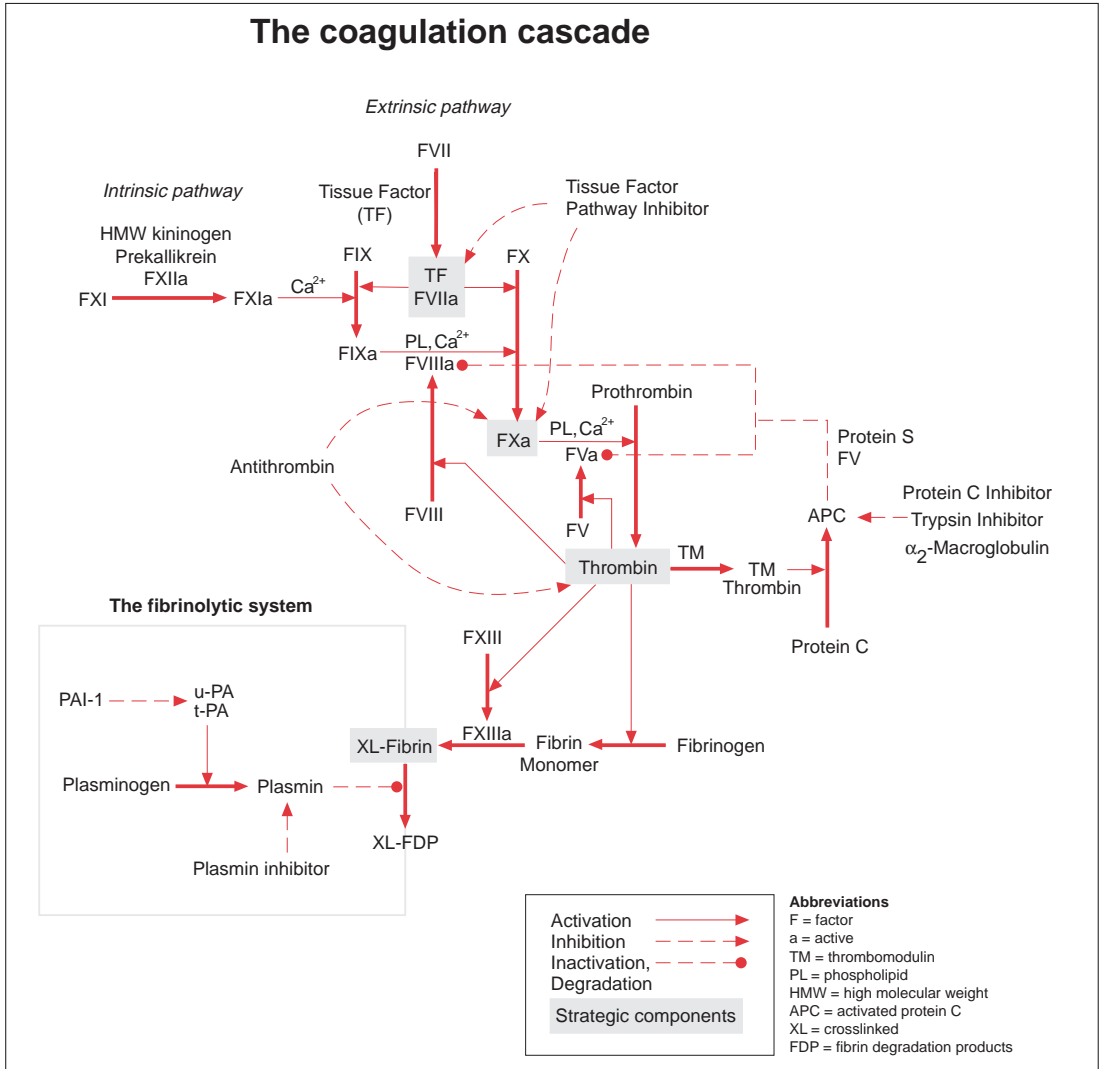 The coagulation cascade
Extrinsic pathway
FVII
Intrinsic pathway
Tissue Factor
(TF)
Tissue Factor
Pathway Inhibitor
HMW kininogen
Prekallikrein
FXIIa
FXI
FXIa
Ca2+
FIX
TF
FVIIa
FX
FIXa
PL, Ca2+
FVIIIa
Prothrombin
FXa
PL, Ca2+
FVa
Antithrombin
FVIII
FV
Protein S
FV
APC
Protein C Inhibitor
Trypsin Inhibitor
α2-Macroglobulin
Thrombin
TM
TM
Thrombin
Protein C
The fibrinolytic system
FXIII
PAI-1
u-PA
t-PA
FXIIIa
XL-Fibrin
Fibrin
Monomer
Fibrinogen
Plasminogen
Plasmin
XL-FDP
Plasmin inhibitor
Activation
Inhibition
Inactivation,
Degradation
Strategic components
Abbreviations
F = factor
a = active
TM = thrombomodulin
PL = phospholipid
HMW = high molecular weight
APC = activated protein C
XL = crosslinked
FDP = fibrin degradation products